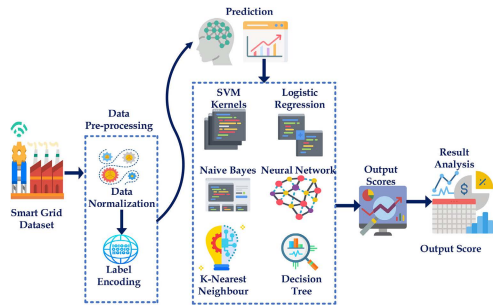 Prediction
SVM
Kernels
Logistic
Regression
Data
Pre-processing
Smart Grid
Dataset
Data
Normalization
Label
Encoding
Naive Bayes
Neural Network
K-Nearest
Neighbour
Decision
Tree
Output
Scores
Result
Analysis
Output Score